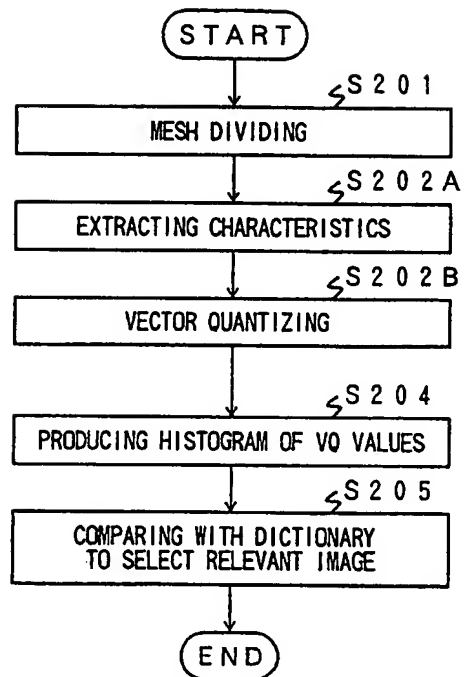 START
S201
MESH DIVIDING
S202A
EXTRACTING CHARACTERISTICS
S202B
VECTOR QUANTIZING
S204
PRODUCING HISTOGRAM OF VQ VALUES
S205
COMPARING WITH DICTIONARY
TO SELECT RELEVANT IMAGE
END